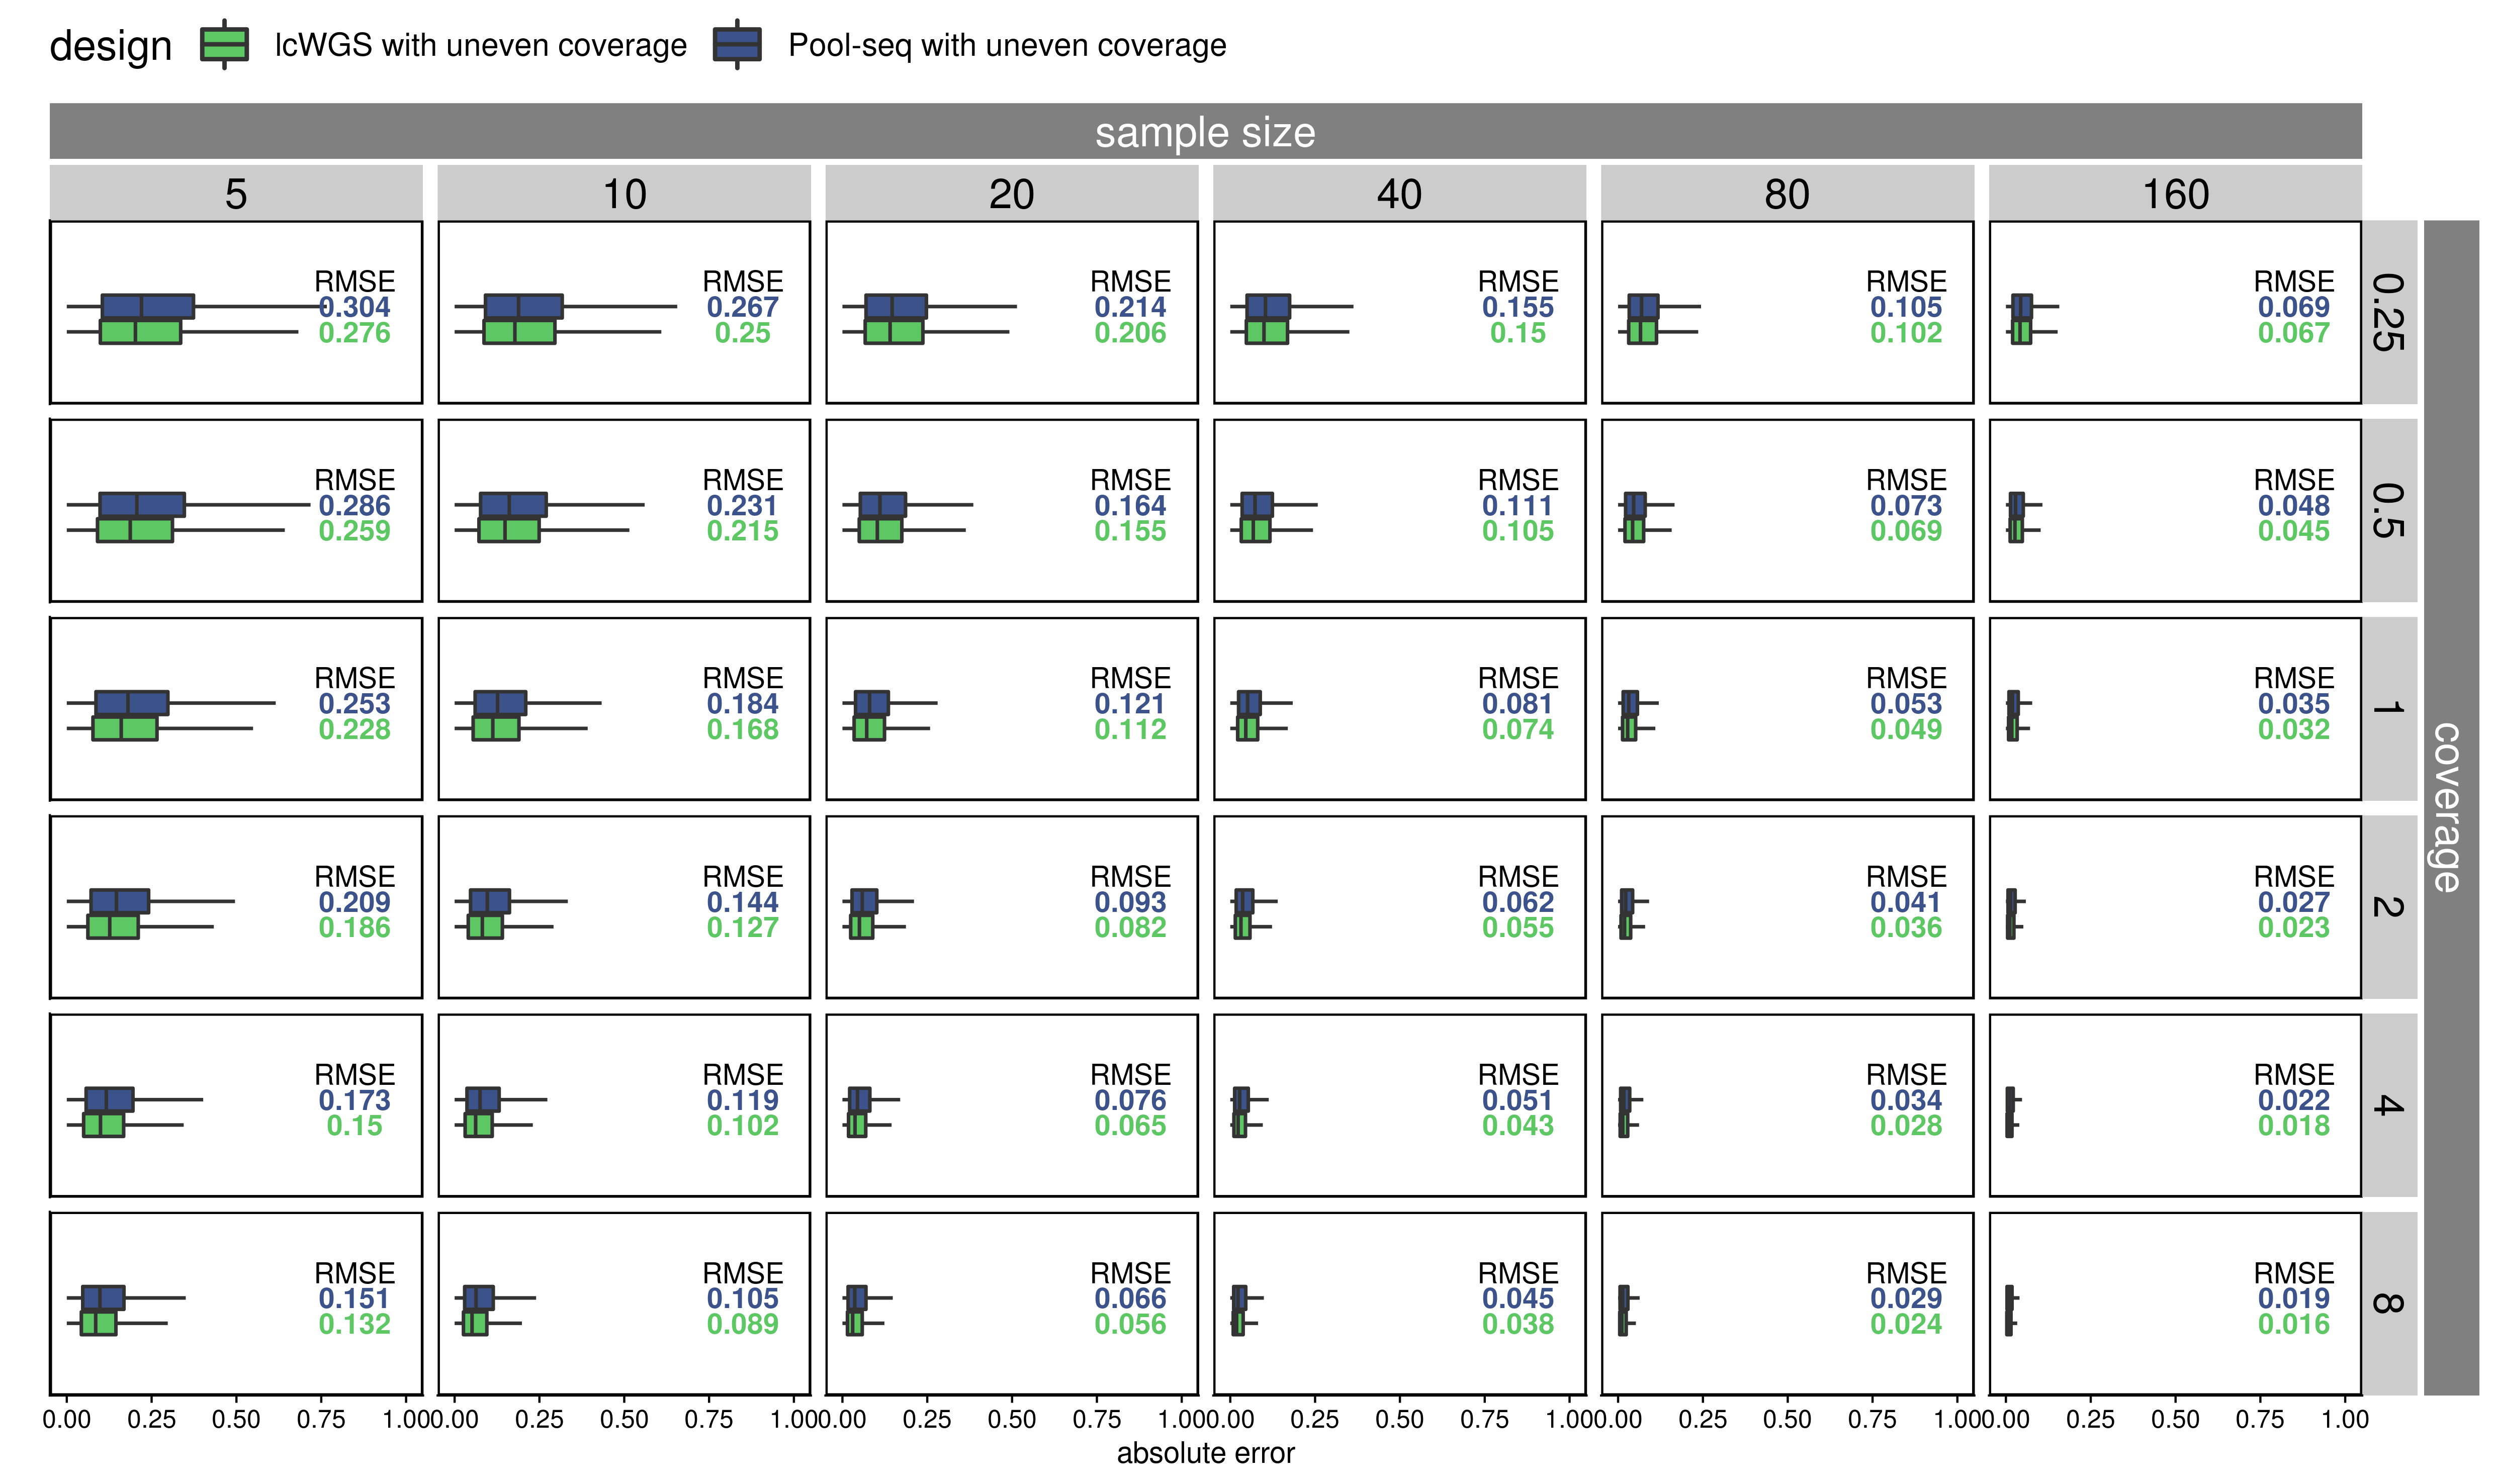 design lcWGS with uneven coverage Pool-seq with uneven coverage
sample size
5 10 20 40 80 160
RMSE RMSE RMSE RMSE RMSE RMSE
0.304 0.267 0.214 0.155 0.105 0.069
0.276 0.25 0.206 0.15 0.102 0.067
0.25
RMSE RMSE RMSE RMSE RMSE RMSE
0.286 0.231 0.164 0.111 0.073 0.048
0.259 0.215 0.155 0.105 0.069 0.045
0.5
RMSE RMSE RMSE RMSE RMSE RMSE
0.253 0.184 0.121 0.081 0.053 0.035
0.228 0.168 0.112 0.074 0.049 0.032
1
RMSE RMSE RMSE RMSE RMSE RMSE
0.209 0.144 0.093 0.062 0.041 0.027
0.186 0.127 0.082 0.055 0.036 0.023
2
RMSE RMSE RMSE RMSE RMSE RMSE
0.173 0.119 0.076 0.051 0.034 0.022
0.15 0.102 0.065 0.043 0.028 0.018
4
RMSE RMSE RMSE RMSE RMSE RMSE
0.151 0.105 0.066 0.045 0.029 0.019
0.132 0.089 0.056 0.038 0.024 0.016
8
coverage
0.00 0.25 0.50 0.75 1.00 0.00 0.25 0.50 0.75 1.00 0.00 0.25 0.50 0.75 1.00 0.00 0.25 0.50 0.75 1.00 0.00 0.25 0.50 0.75 1.00 0.00 0.25 0.50 0.75 1.00
absolute error